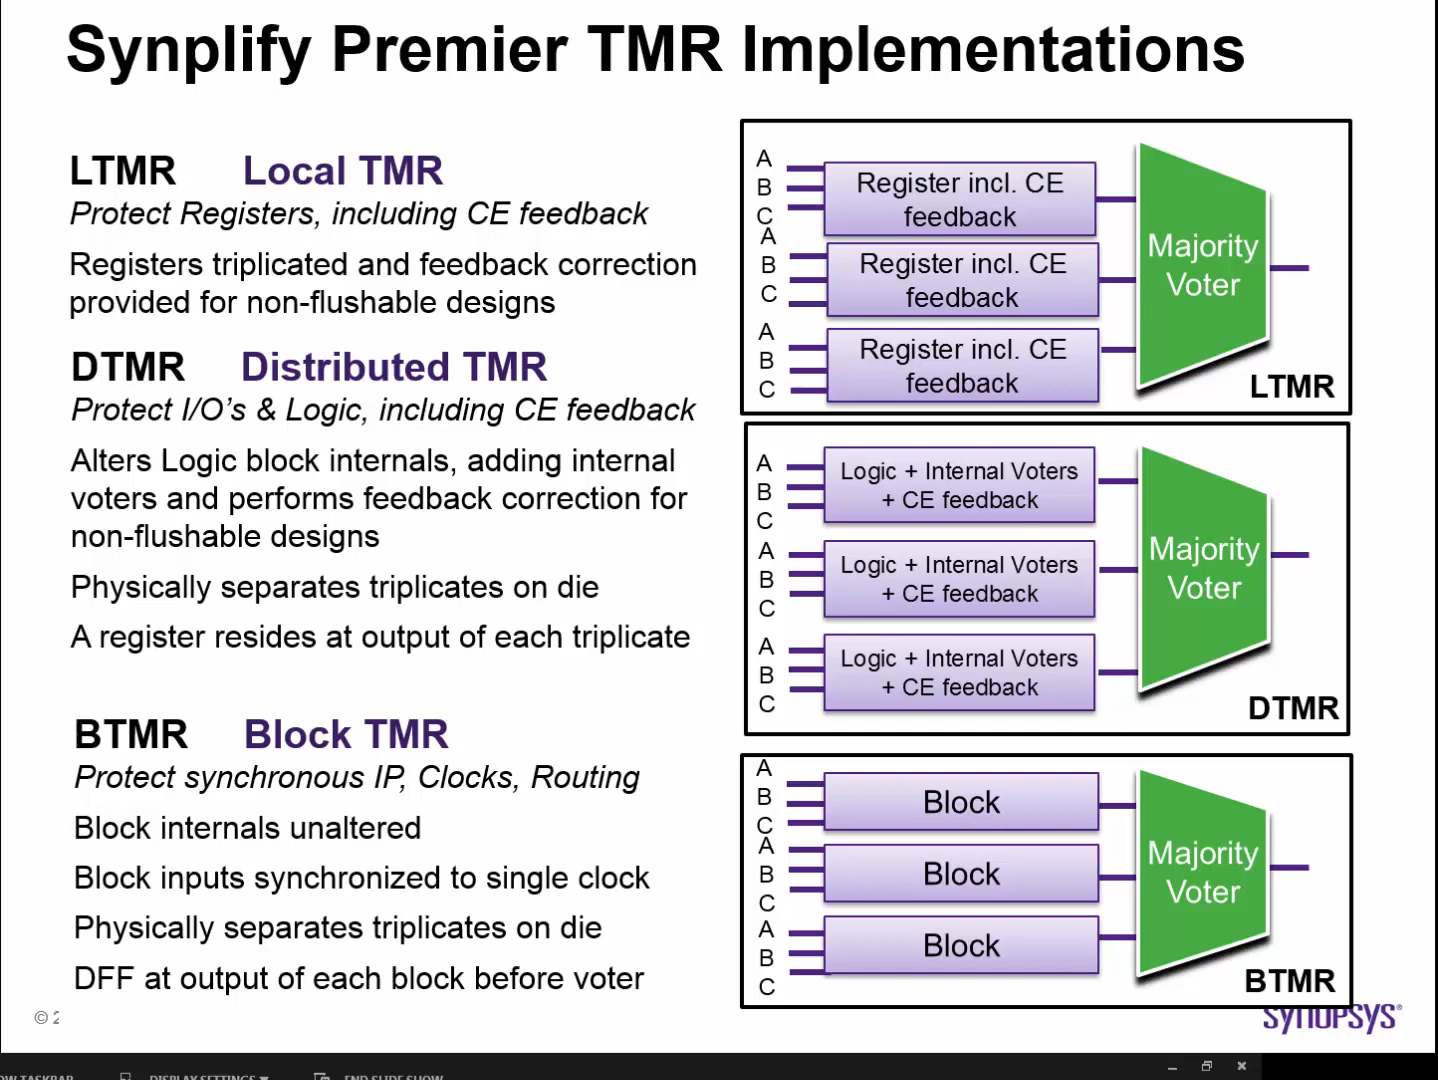 Synplify Premier TMR Implementations
LTMR Local TMR
Protect Registers, including CE feedback
Registers triplicated and feedback correction
provided for non-flushable designs
DTMR Distributed TMR
Protect I/O’s & Logic, including CE feedback
Alters Logic block internals, adding internal
voters and performs feedback correction for
non-flushable designs
Physically separates triplicates on die
A register resides at output of each triplicate
BTMR Block TMR
Protect synchronous IP, Clocks, Routing
Block internals unaltered
Block inputs synchronized to single clock
Physically separates triplicates on die
DFF at output of each block before voter
A
B
C
Register incl. CE
feedback
A
B
C
Register incl. CE
feedback
A
B
C
Register incl. CE
feedback
Majority
Voter
LTMR
A
B
C
Logic + Internal Voters
+ CE feedback
A
B
C
Logic + Internal Voters
+ CE feedback
A
B
C
Logic + Internal Voters
+ CE feedback
Majority
Voter
DTMR
A
B
C
Block
A
B
C
Block
A
B
C
Block
Majority
Voter
BTMR
© 2
SYNOPSYS®
TASKBAR
DISPLAY SETTINGS
END SLIDE SHOW